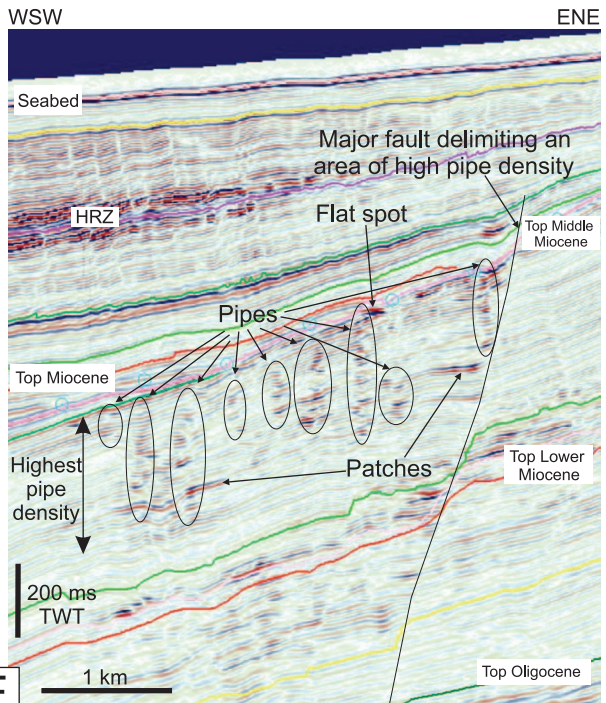 WSW
ENE
Seabed
Major fault delimiting an
area of high pipe density
HRZ
Flat spot
Top Middle
Miocene
Pipes
Top Miocene
Highest
pipe
density
Patches
Top Lower
Miocene
200 ms
TWT
Top Oligocene
F
1 km